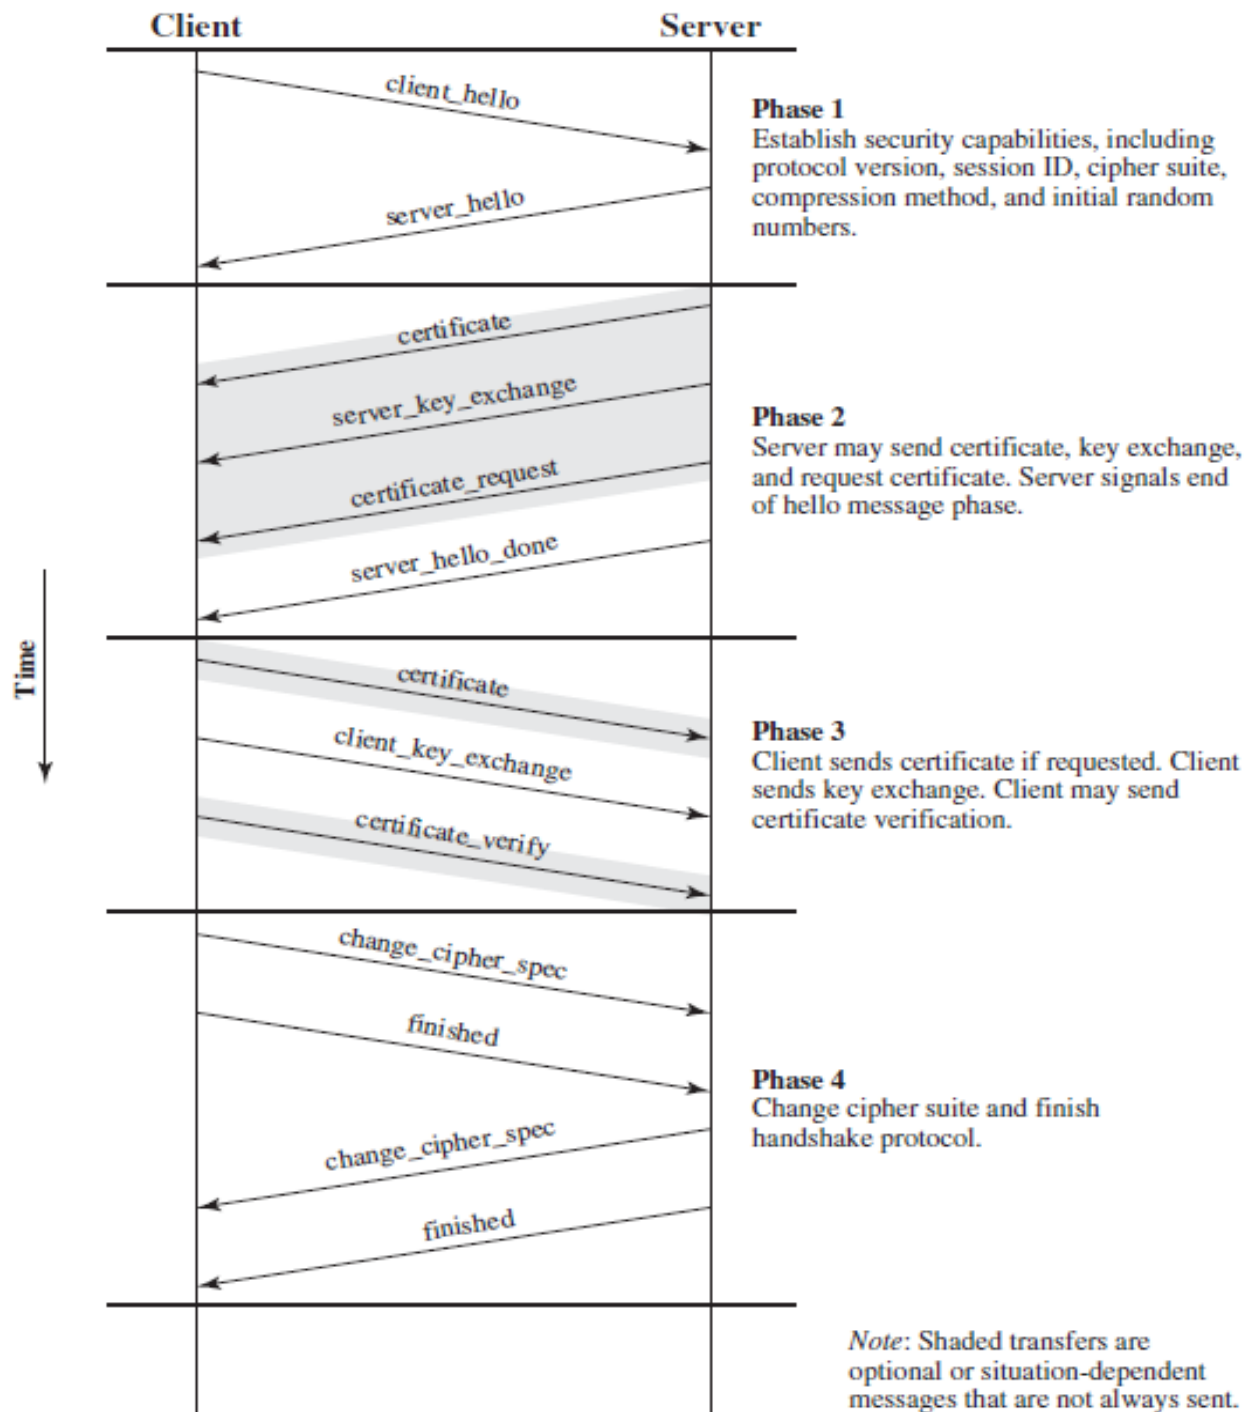 Client
Server
client_hello
Phase 1
Establish security capabilities, including
protocol version, session ID, cipher suite,
compression method, and initial random
numbers.
server_hello
certificate
server_key_exchange
Phase 2
Server may send certificate, key exchange,
and request certificate. Server signals end
of hello message phase.
certificate_request
server_hello_done
Time
certificate
client_key_exchange
Phase 3
Client sends certificate if requested. Client
sends key exchange. Client may send
certificate verification.
certificate_verify
change_cipher_spec
finished
Phase 4
Change cipher suite and finish
handshake protocol.
change_cipher_spec
finished
Note: Shaded transfers are
optional or situation-dependent
messages that are not always sent.